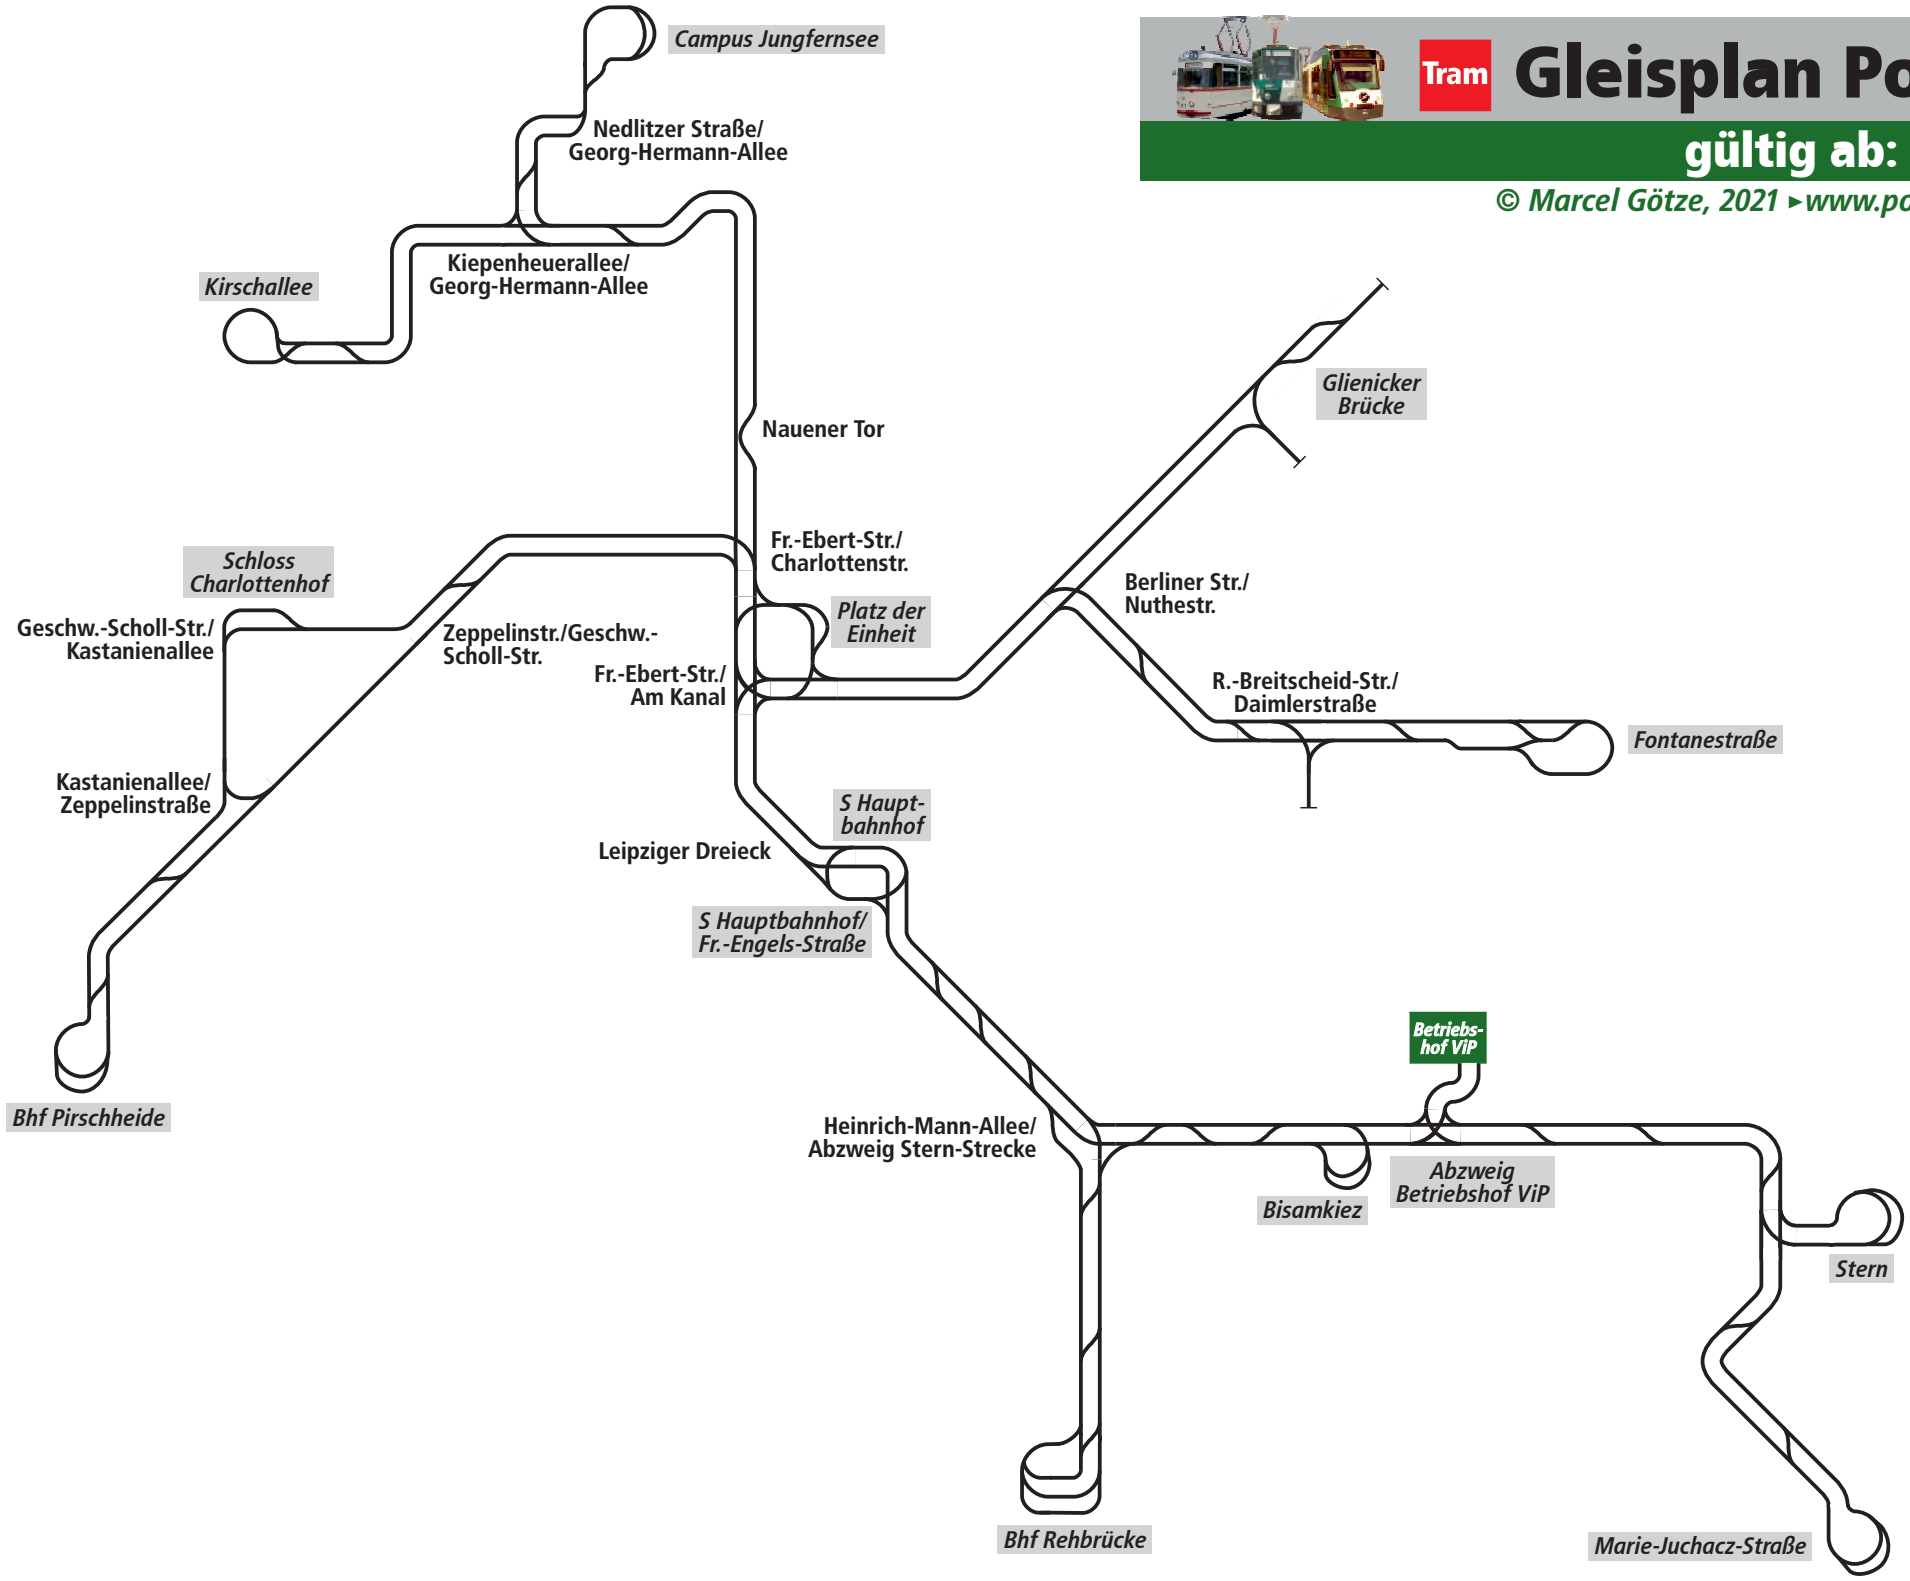 Campus Jungfernsee
Tram
Gleisplan Po
gültig ab:
© Marcel Götze, 2021 ►www.po
Nedlitzer Straße/
Georg-Hermann-Allee
Kiepenheuerallee/
Georg-Hermann-Allee
Kirschallee
Glienicker
Brücke
Nauener Tor
Fr.-Ebert-Str./
Charlottenstr.
Schloss
Charlottenhof
Berliner Str./
Nuthestr.
Platz der
Einheit
Geschw.-Scholl-Str./
Kastanienallee
Zeppelinstr./Geschw.-
Scholl-Str.
Fr.-Ebert-Str./
Am Kanal
R.-Breitscheid-Str./
Daimlerstraße
Fontanestraße
Kastanienallee/
Zeppelinstraße
S Haupt-
bahnhof
Leipziger Dreieck
S Hauptbahnhof/
Fr.-Engels-Straße
Betriebs-
hof ViP
Bhf Pirschheide
Heinrich-Mann-Allee/
Abzweig Stern-Strecke
Abzweig
Betriebshof ViP
Bisamkiez
Stern
Bhf Rehbrücke
Marie-Juchacz-Straße